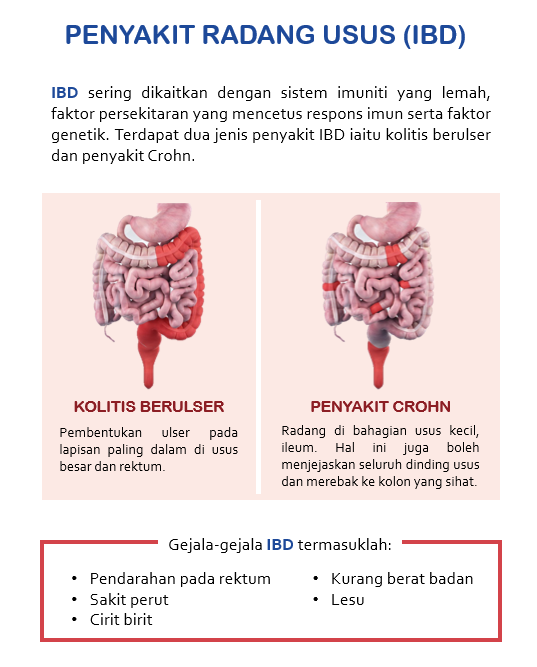 PENYAKIT RADANG USUS (IBD)
IBD sering dikaitkan dengan sistem imuniti yang lemah,
faktor persekitaran yang mencetus respons imun serta faktor
genetik. Terdapat dua jenis penyakit IBD iaitu kolitis berulser
dan penyakit Crohn.
KOLITIS BERULSER
Pembentukan ulser pada
lapisan paling dalam di usus
besar dan rektum.
PENYAKIT CROHN
Radang di bahagian usus kecil,
ileum. Hal ini juga boleh
menjejaskan seluruh dinding usus
dan merebak ke kolon yang sihat.
Gejala-gejala IBD termasuklah:
• Pendarahan pada rektum
• Sakit perut
• Cirit birit
• Kurang berat badan
• Lesu